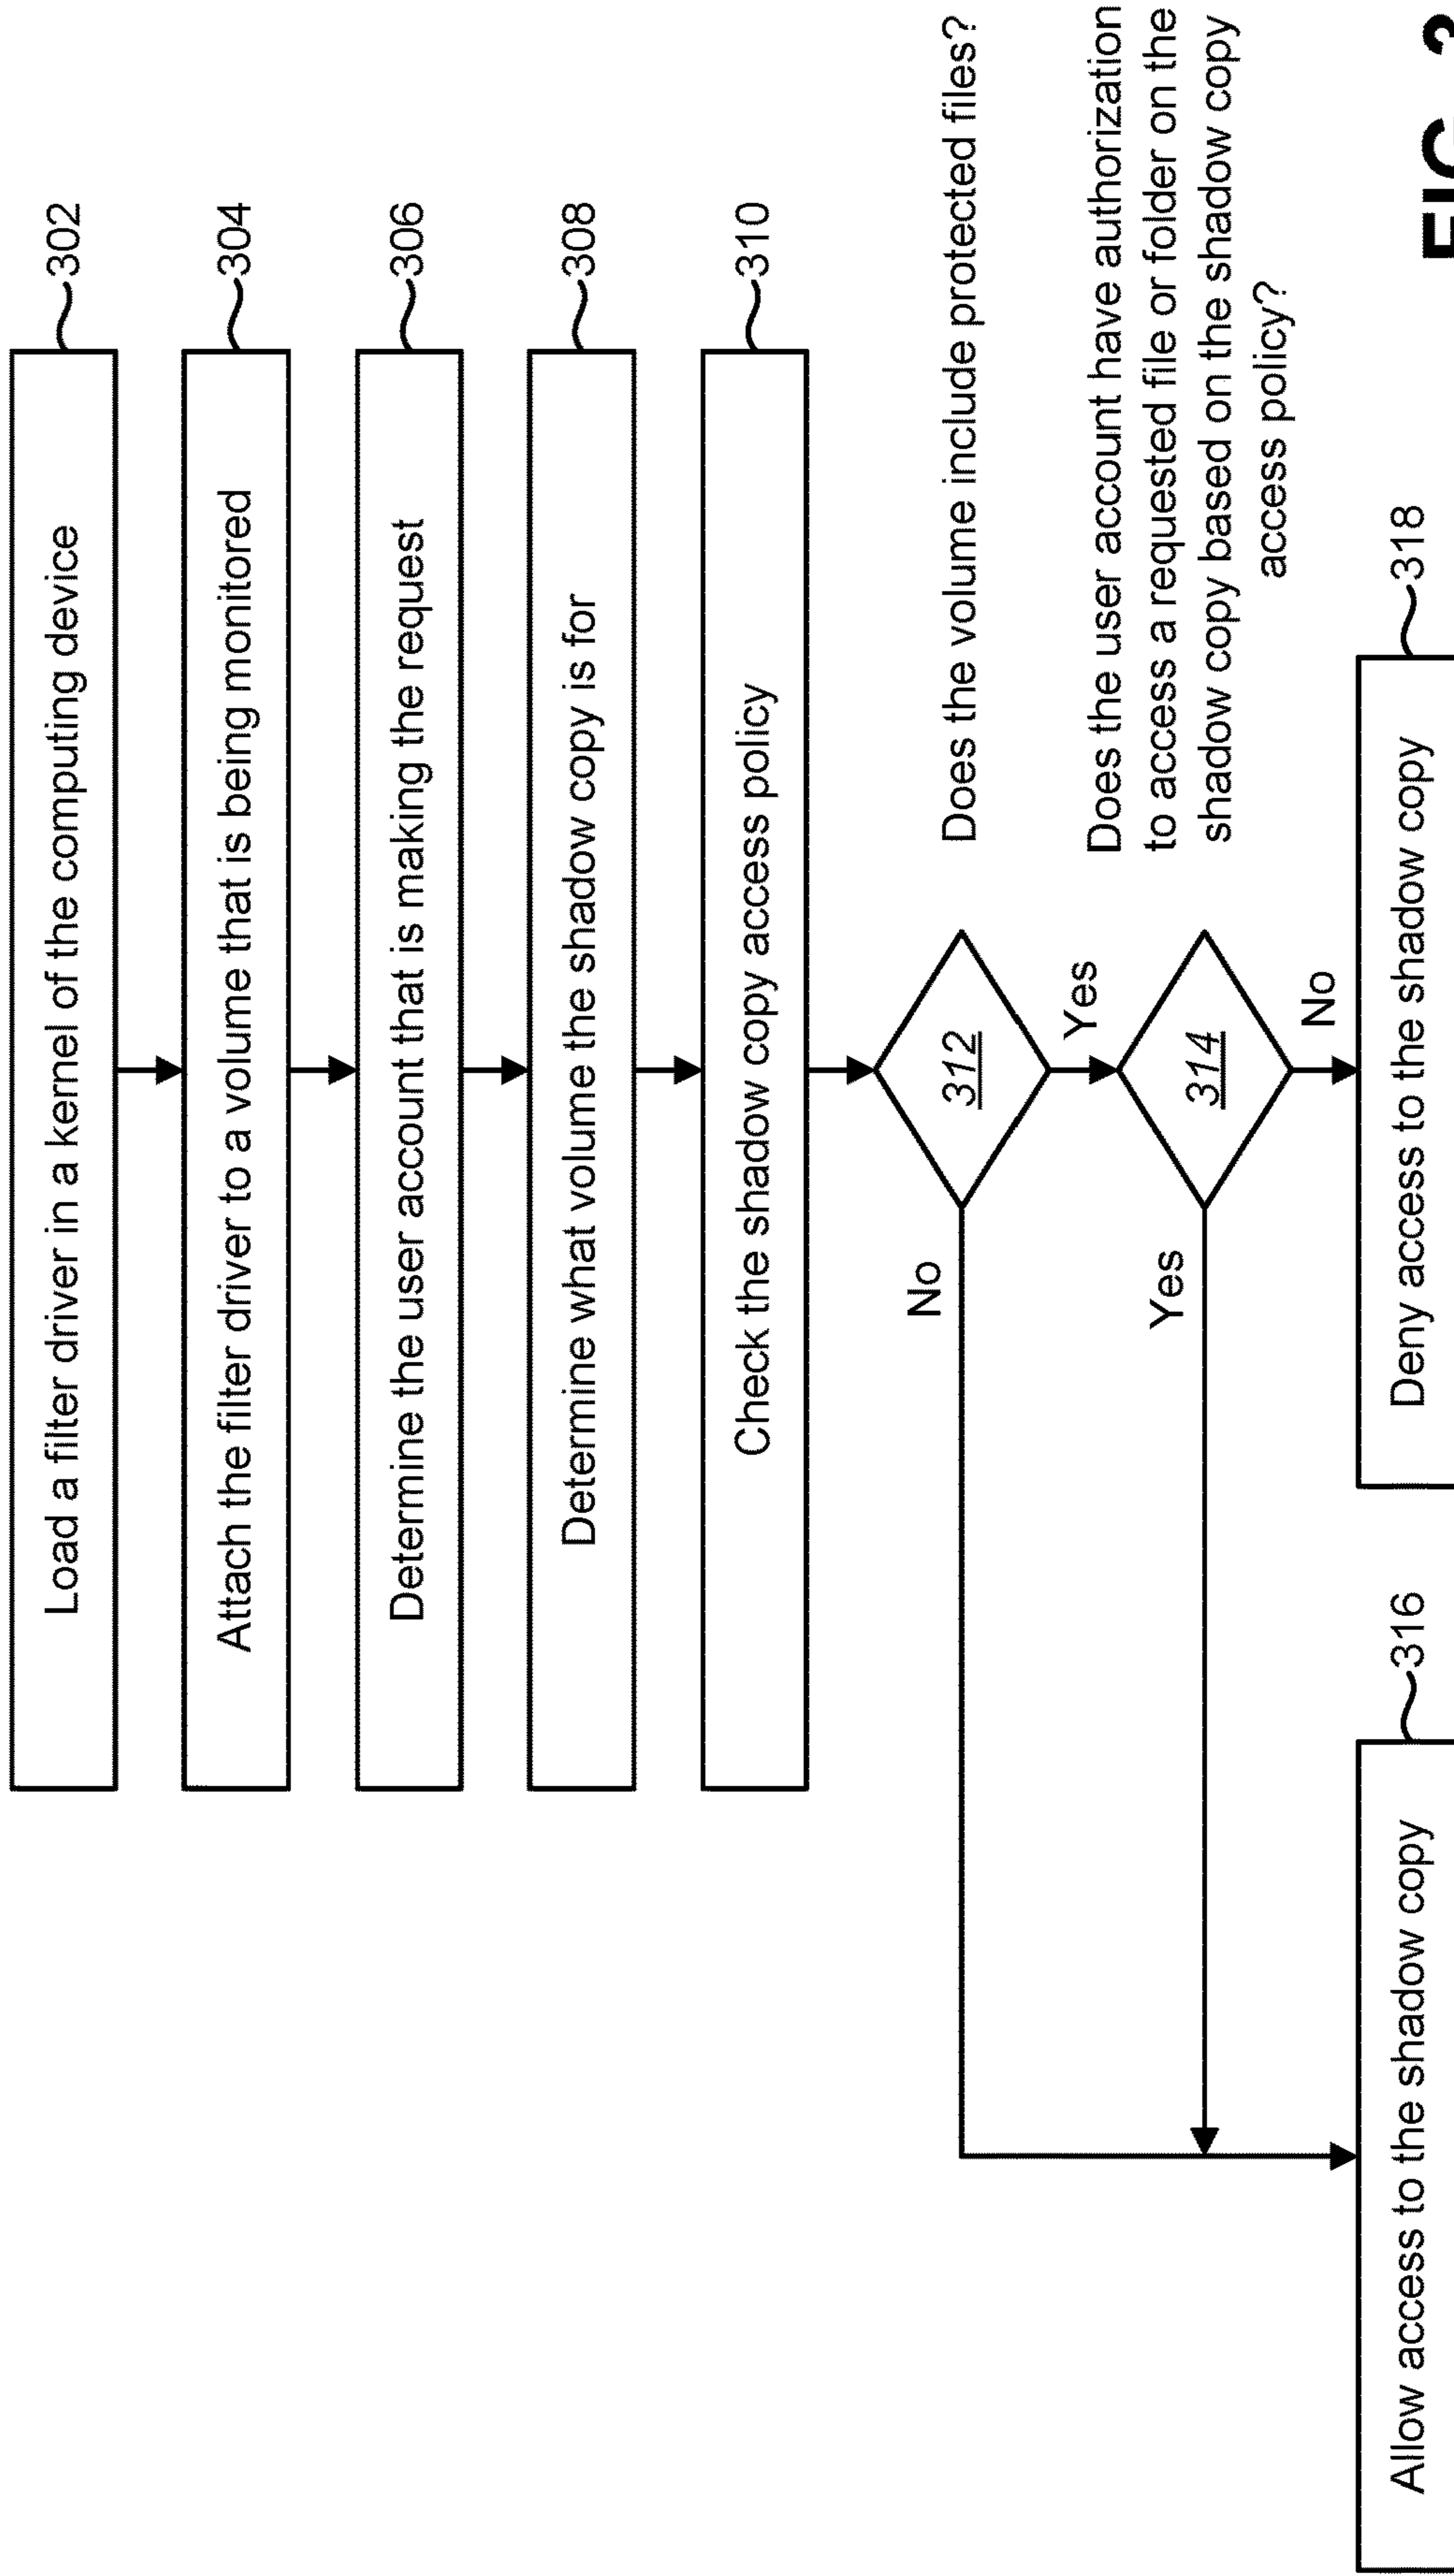 Load a filter driver in a kernel of the computing device
302
Attach the filter driver to a volume that is being monitored
304
Determine the user account that is making the request
306
Determine what volume the shadow copy is for
308
Check the shadow copy access policy
310
312
Does the volume include protected files?
No
Yes
314
Does the user account have authorization
to access a requested file or folder on the
shadow copy based on the shadow copy
access policy?
Yes
No
316
Allow access to the shadow copy
318
Deny access to the shadow copy
FIG.